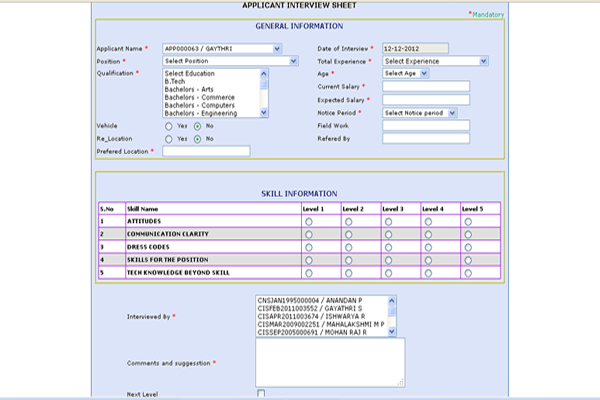 APPLICANT INTERVIEW SHEET
*Mandatory
GENERAL INFORMATION
Applicant Name * APP000063 / GAYTHRI Date of Interview * 12-12-2012
Position * Select Position Total Experience * Select Experience
Qualification * Select Education Age * Select Age
B.Tech
Bachelors - Arts Current Salary *
Bachelors - Commerce
Bachelors - Computers Expected Salary *
Bachelors - Engineering Notice Period * Select Notice period
Vehicle Yes No Field Work
Re_Location Yes No Refered By
Prefered Location *
SKILL INFORMATION
S.No Skill Name Level 1 Level 2 Level 3 Level 4 Level 5
1 ATTITUDES
2 COMMUNICATION CLARITY
3 DRESS CODES
4 SKILLS FOR THE POSITION
5 TECH KNOWLEDGE BEYOND SKILL
Interviewed By * CNSJAN1995000004 / ANANDAN P
CISFEB2011003552 / GAYATHRI S
CISAPR2011003674 / ISHWARYA R
CISMAR2009002251 / MAHALAKSHMI M P
CISSEP2005000691 / MOHAN RAJ R
Comments and suggesstion *
Next Level